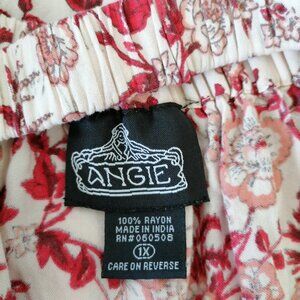 ANGIE
100% RAYON
MADE IN INDIA
RN#060508
1X
CARE ON REVERSE